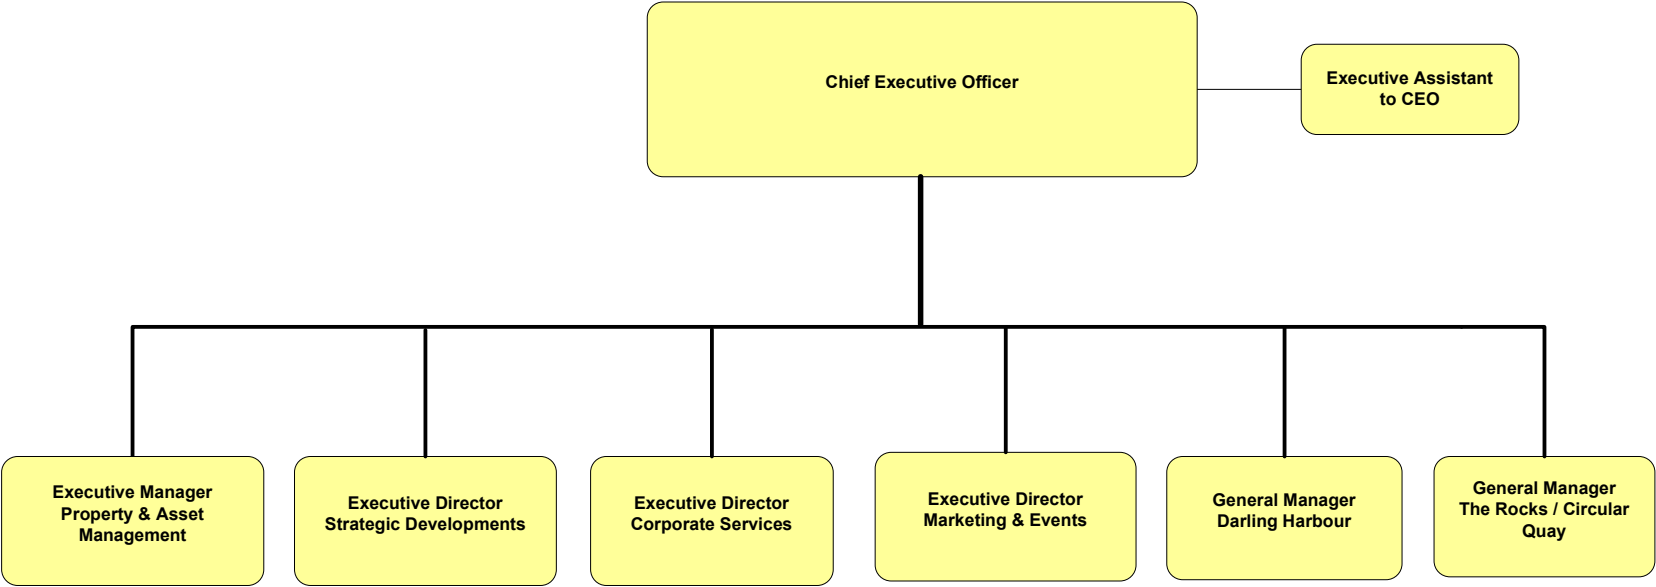 Chief Executive Officer
Executive Assistant
to CEO
Executive Manager
Property & Asset
Management
Executive Director
Strategic Developments
Executive Director
Corporate Services
Executive Director
Marketing & Events
General Manager
Darling Harbour
General Manager
The Rocks / Circular
Quay